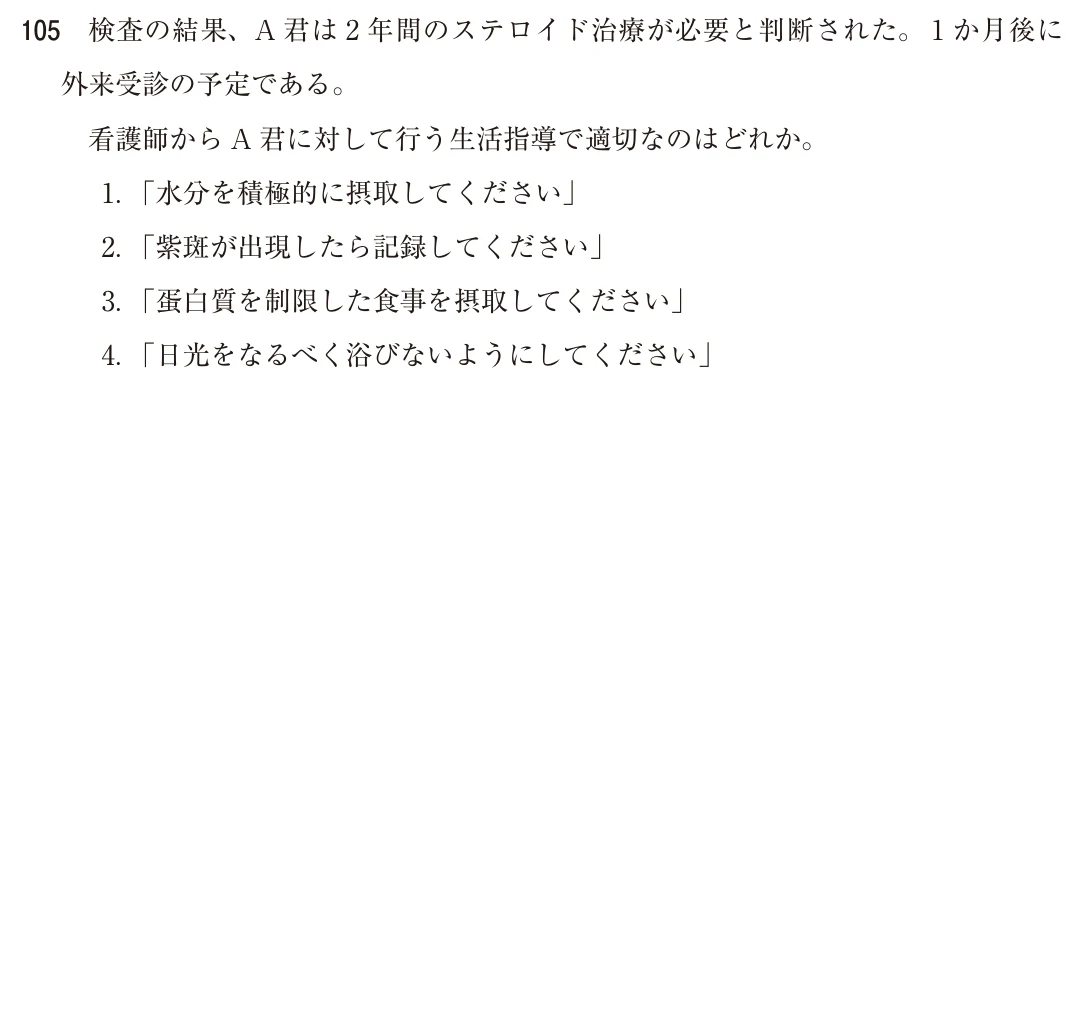 105 検査の結果、A 君は 2 年間のステロイド治療が必要と判断された。1 か月後に
外来受診の予定である。
看護師から A 君に対して行う生活指導で適切なのはどれか。
1. 「水分を積極的に摂取してください」
2. 「紫斑が出現したら記録してください」
3. 「蛋白質を制限した食事を摂取してください」
4. 「日光をなるべく浴びないようにしてください」